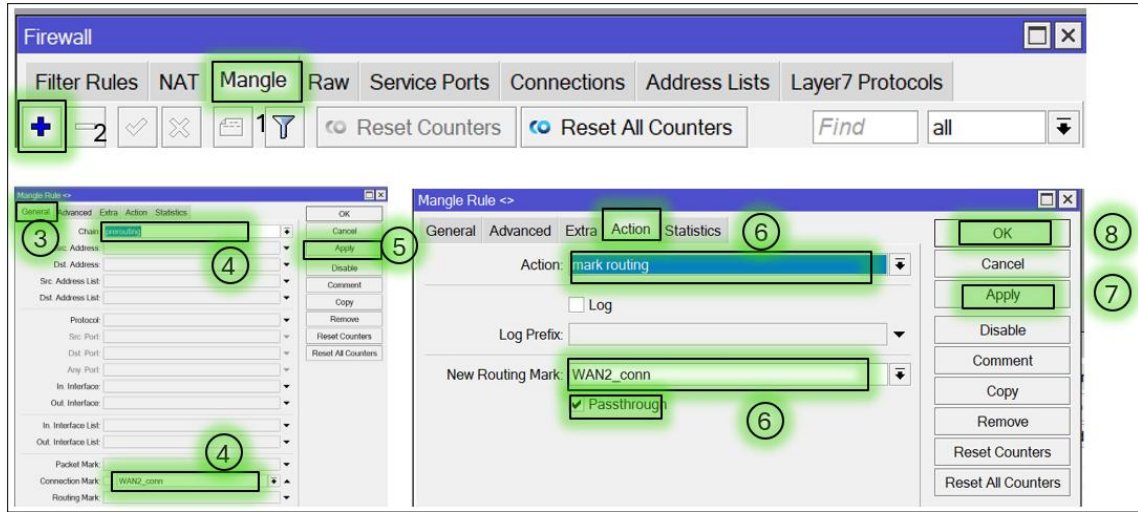 Firewall
Filter Rules NAT Mangle Raw Service Ports Connections Address Lists Layer7 Protocols
2 1 Reset Counters Reset All Counters Find all
Mangle Rule <>
General Advanced Extra Action Statistics
3
Chain: prerouting
4
Src. Address:
Dst. Address:
Src. Address List:
Dst. Address List:
Protocol:
Src. Port:
Dst. Port:
Any. Port:
In. Interface:
Out. Interface:
In. Interface List:
Out. Interface List:
4
Packet Mark:
Connection Mark: WAN2_conn
Routing Mark:
OK
Cancel
Apply 5
Disable
Comment
Copy
Remove
Reset Counters
Reset All Counters
Mangle Rule <>
General Advanced Extra Action Statistics 6
Action: mark routing
Log
Log Prefix:
New Routing Mark: WAN2_conn
Passthrough
6
OK 8
Cancel
Apply 7
Disable
Comment
Copy
Remove
Reset Counters
Reset All Counters